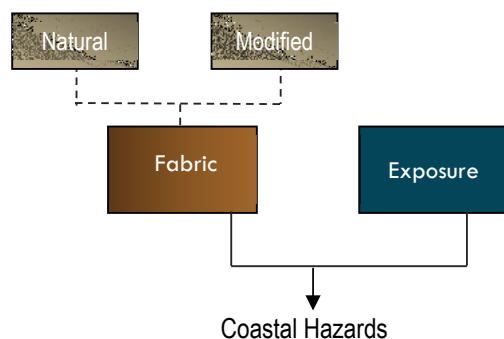 Natural
Modified
Fabric
Exposure
Coastal Hazards